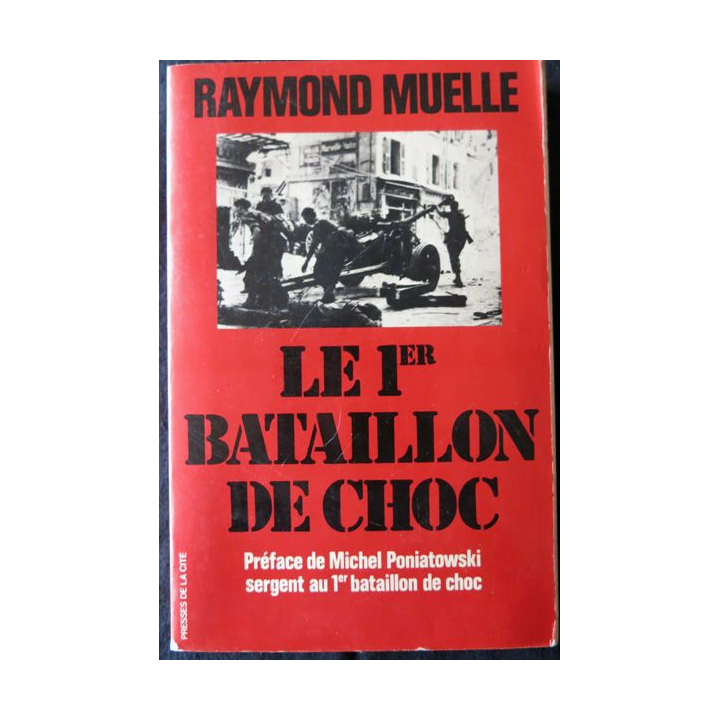 RAYMOND MUELLE
LE 1ER
BATAILLON
DE CHOC
Préface de Michel Poniatowski
sergent au 1er bataillon de choc
PRESSES DE LA CITÉ